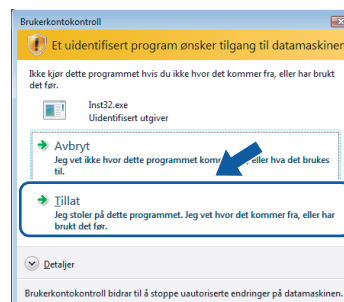 Brukerkontokontroll
Et uidentifisert program ønsker tilgang til datamaskinen
Ikke kjør dette programmet hvis du ikke hvor det kommer fra, eller har brukt
det før.
Inst32.exe
Uidentifisert utgiver
Avbryt
Jeg vet ikke hvor dette programmet kom eller hva det brukes
til.
Tillat
Jeg stoler på dette programmet. Jeg vet hvor det kommer fra, eller har
brukt det før.
Detaljer
Brukerkontokontroll bidrar til å stoppe uautoriserte endringer på datamaskinen.